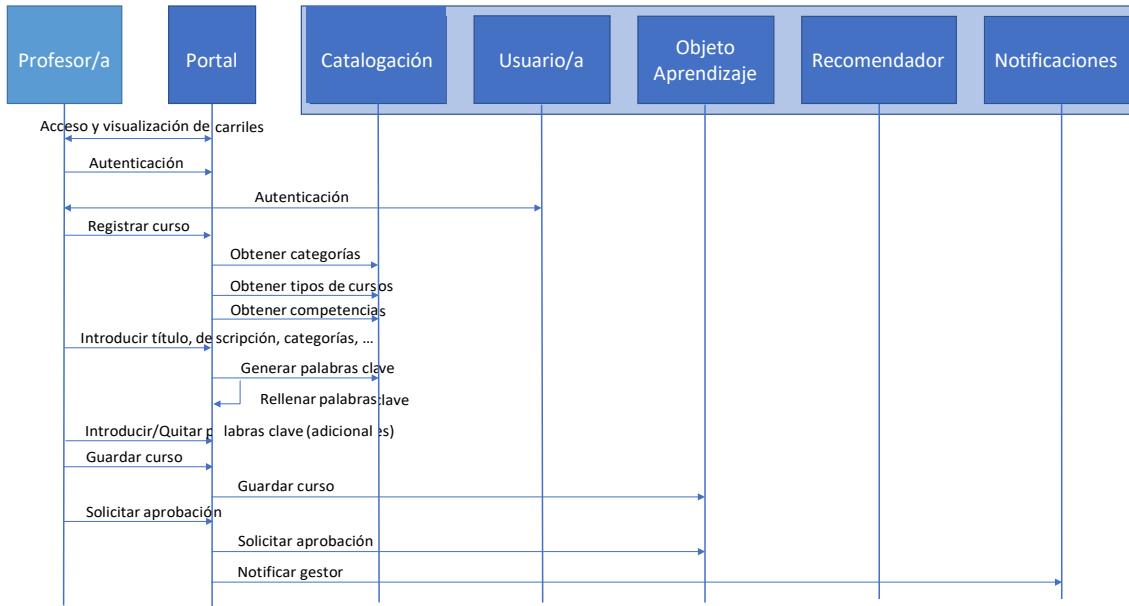 Profesor/a
Portal
Catalogación
Usuario/a
Objeto
Aprendizaje
Recomendador
Notificaciones
Acceso y visualización de carriles
Autenticación
Autenticación
Registrar curso
Obtener categorías
Obtener tipos de cursos
Obtener competencias
Introducir título, descripción, categorías, ...
Generar palabras clave
Rellenar palabras clave
Introducir/Quitar palabras clave (adicionales)
Guardar curso
Guardar curso
Solicitar aprobación
Solicitar aprobación
Notificar gestor